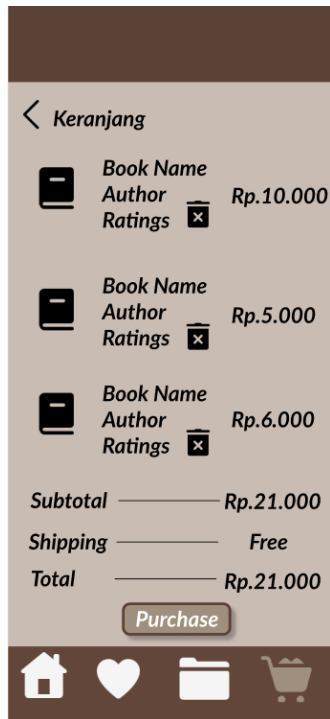 Keranjang
Book Name
Author
Ratings
Rp.10.000
Book Name
Author
Ratings
Rp.5.000
Book Name
Author
Ratings
Rp.6.000
Subtotal Rp.21.000
Shipping Free
Total Rp.21.000
Purchase